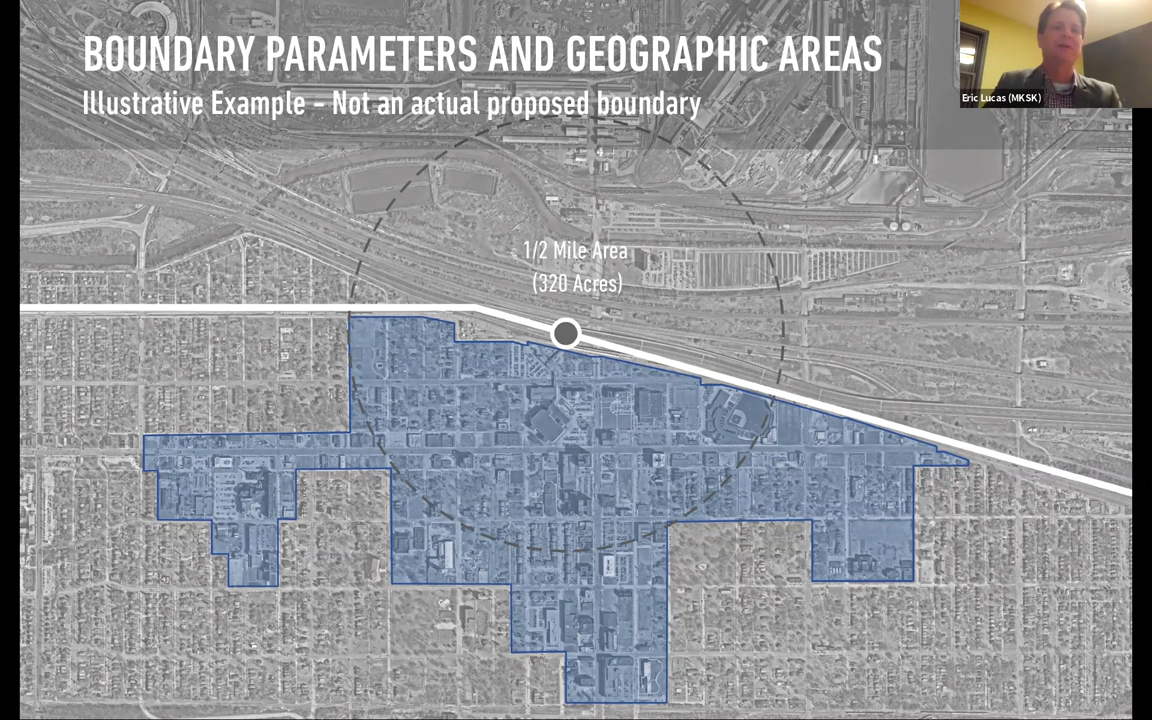 BOUNDARY PARAMETERS AND GEOGRAPHIC AREAS
Illustrative Example - Not an actual proposed boundary
Eric Lucas (MKSK)
1/2 Mile Area
(320 Acres)